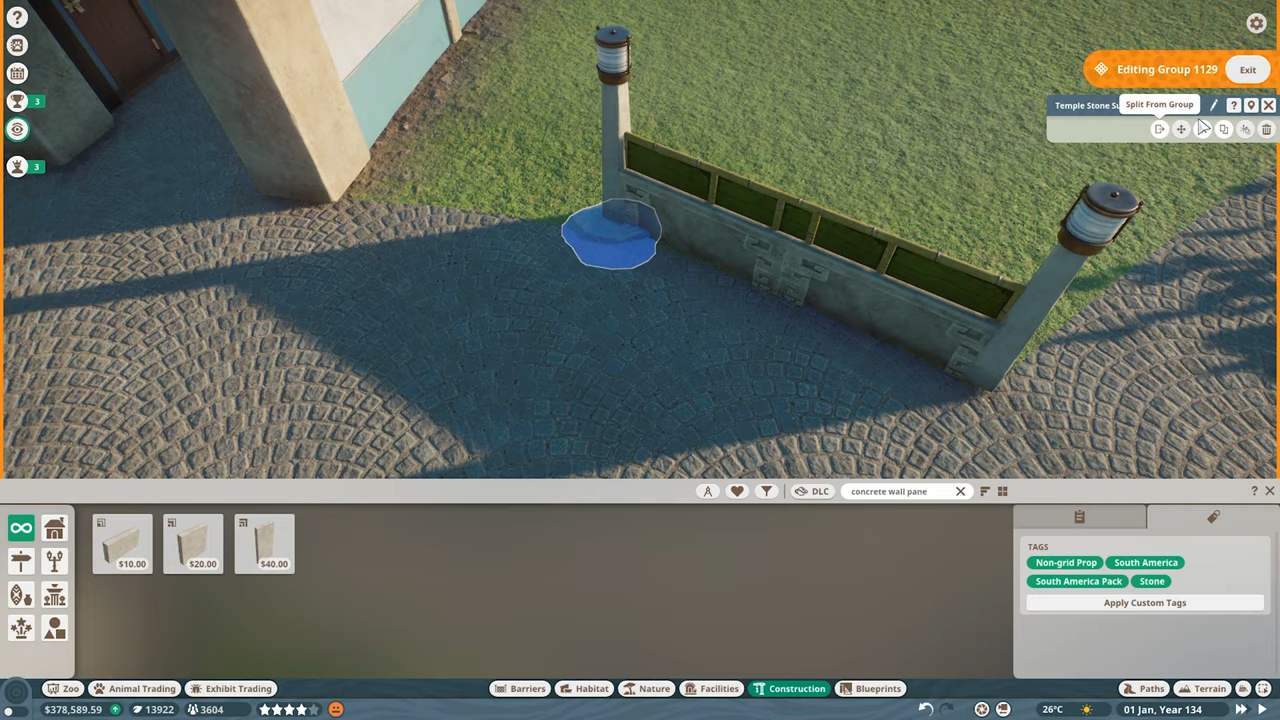 ?
Editing Group 1129
Exit
3
Temple Stone Su
Split From Group
?
3
DLC
concrete wall pane
?
$10.00
$20.00
$40.00
TAGS
Non-grid Prop
South America
South America Pack
Stone
Apply Custom Tags
Zoo
Animal Trading
Exhibit Trading
Barriers
Habitat
Nature
Facilities
Construction
Blueprints
Paths
Terrain
$378,589.59
13922
3604
26°C
01 Jan, Year 134